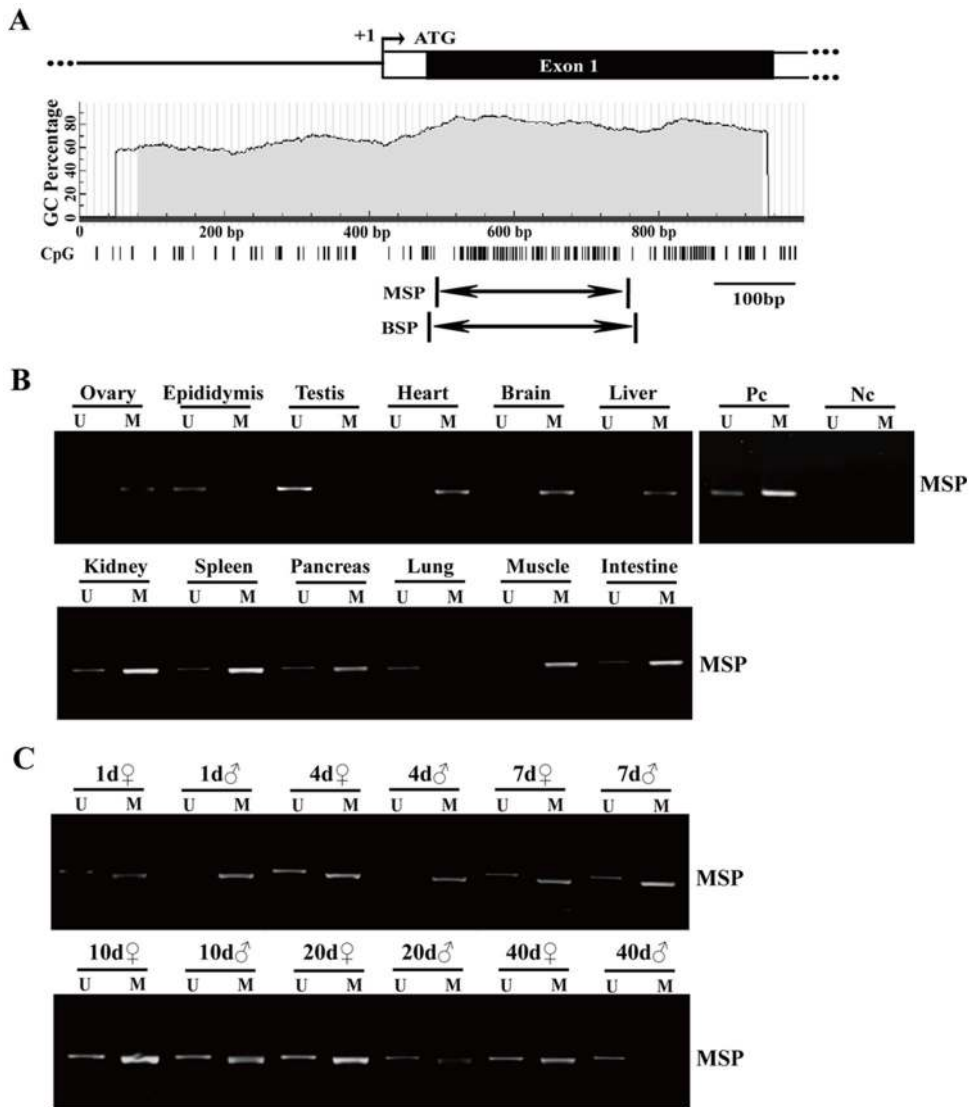 A
+1 ATG
Exon 1
GC Percentage
0 20 40 60 80
0 200 bp 400 bp 600 bp 800 bp
CpG
MSP
100bp
BSP
B
Ovary Epididymis Testis Heart Brain Liver Pc Nc
U M U M U M U M U M U M U M U M
MSP
Kidney Spleen Pancreas Lung Muscle Intestine
U M U M U M U M U M U M
MSP
C
1d♀ 1d♂ 4d♀ 4d♂ 7d♀ 7d♂
U M U M U M U M U M U M
MSP
10d♀ 10d♂ 20d♀ 20d♂ 40d♀ 40d♂
U M U M U M U M U M U M
MSP